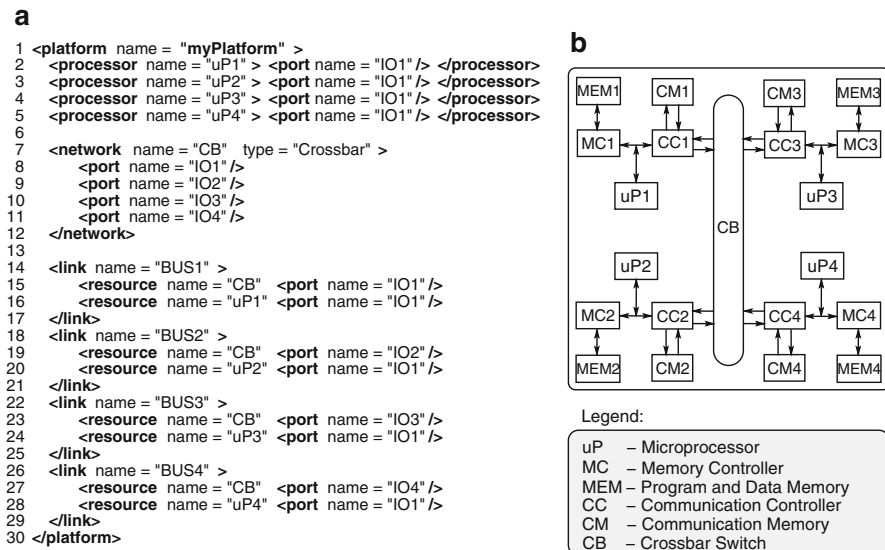 a
1 <platform name = "myPlatform" >
2 <processor name = "uP1" > <port name = "IO1" /> </processor>
3 <processor name = "uP2" > <port name = "IO1" /> </processor>
4 <processor name = "uP3" > <port name = "IO1" /> </processor>
5 <processor name = "uP4" > <port name = "IO1" /> </processor>
6
7 <network name = "CB" type = "Crossbar" >
8 <port name = "IO1" />
9 <port name = "IO2" />
10 <port name = "IO3" />
11 <port name = "IO4" />
12 </network>
13
14 <link name = "BUS1" >
15 <resource name = "CB" <port name = "IO1" />
16 <resource name = "uP1" <port name = "IO1" />
17 </link>
18 <link name = "BUS2" >
19 <resource name = "CB" <port name = "IO2" />
20 <resource name = "uP2" <port name = "IO1" />
21 </link>
22 <link name = "BUS3" >
23 <resource name = "CB" <port name = "IO3" />
24 <resource name = "uP3" <port name = "IO1" />
25 </link>
26 <link name = "BUS4" >
27 <resource name = "CB" <port name = "IO4" />
28 <resource name = "uP4" <port name = "IO1" />
29 </link>
30 </platform>
b
MEM1 CM1 CM3 MEM3
MC1 CC1 CC3 MC3
uP1 uP3
CB
uP2 uP4
MC2 CC2 CC4 MC4
MEM2 CM2 CM4 MEM4
Legend:
uP – Microprocessor
MC – Memory Controller
MEM – Program and Data Memory
CC – Communication Controller
CM – Communication Memory
CB – Crossbar Switch